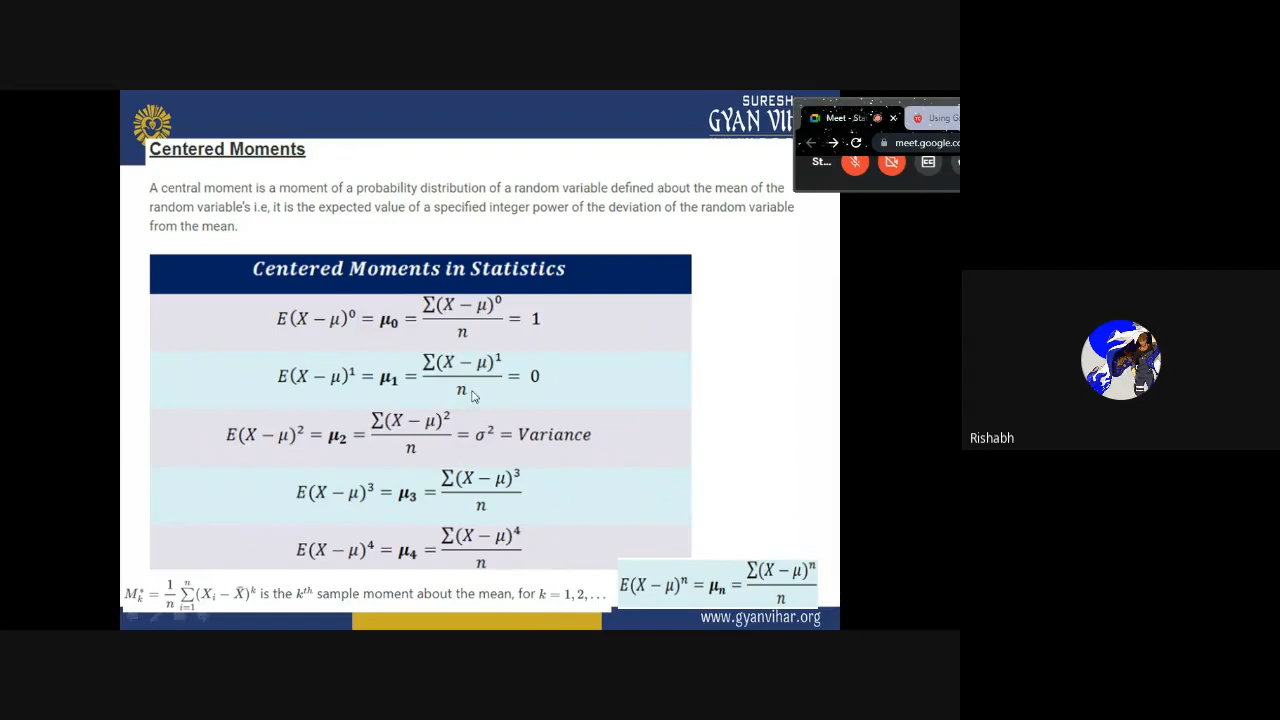 SURESH
GYAN VIH
Meet - Sta
Using G
meet.google.co
St...
Centered Moments
A central moment is a moment of a probability distribution of a random variable defined about the mean of the
random variable's i.e, it is the expected value of a specified integer power of the deviation of the random variable
from the mean.
Centered Moments in Statistics
E(X − μ)⁰ = μ₀ = Σ(X − μ)⁰ / n = 1
E(X − μ)¹ = μ₁ = Σ(X − μ)¹ / n = 0
E(X − μ)² = μ₂ = Σ(X − μ)² / n = σ² = Variance
E(X − μ)³ = μ₃ = Σ(X − μ)³ / n
E(X − μ)⁴ = μ₄ = Σ(X − μ)⁴ / n
M*ₖ = 1/n Σⁿᵢ₌₁ (Xᵢ − X̄)ᵏ is the kᵗʰ sample moment about the mean, for k = 1, 2, . . .
E(X − μ)ⁿ = μₙ = Σ(X − μ)ⁿ / n
www.gyanvihar.org
Rishabh